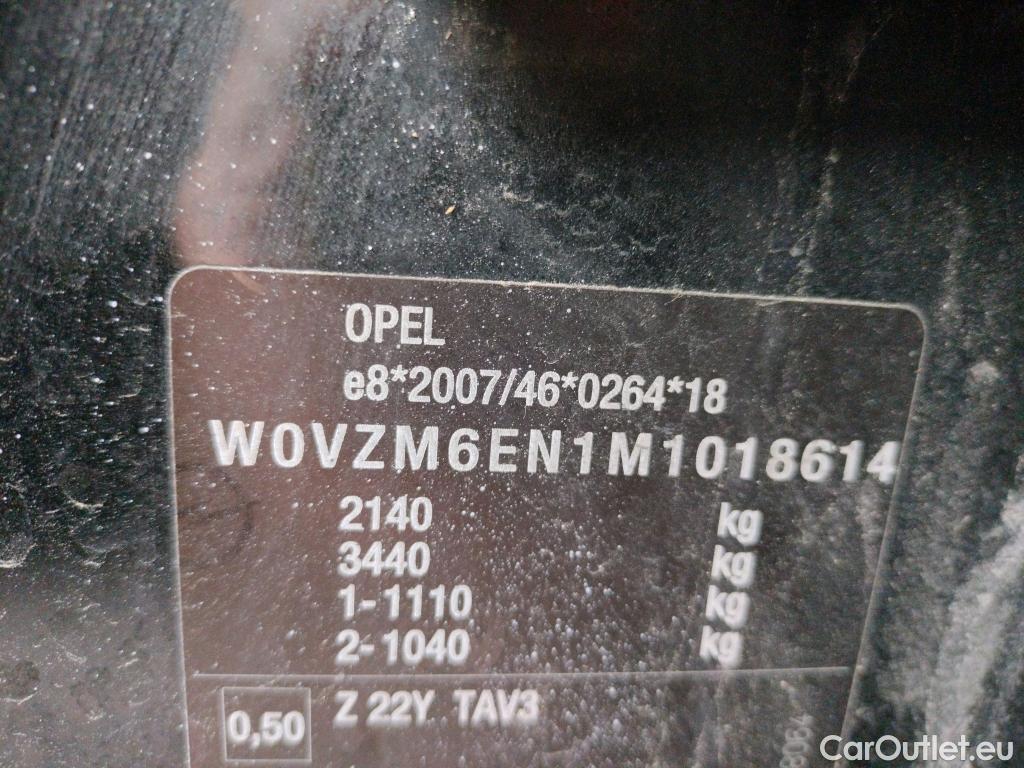 OPEL
e8*2007/46*0264*18
W0VZM6EN1M1018614
2140 kg
3440 kg
1-1110 kg
2-1040 kg
0,50 Z 22Y TAV3
CarOutlet.eu